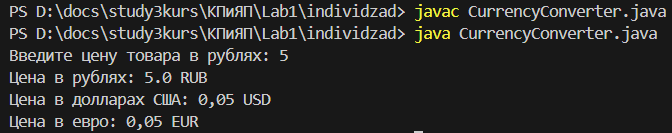 PS D:\docs\study3kurs\КПиЯП\Lab1\individzad> javac CurrencyConverter.java
PS D:\docs\study3kurs\КПиЯП\Lab1\individzad> java CurrencyConverter.java
Введите цену товара в рублях: 5
Цена в рублях: 5.0 RUB
Цена в долларах США: 0,05 USD
Цена в евро: 0,05 EUR